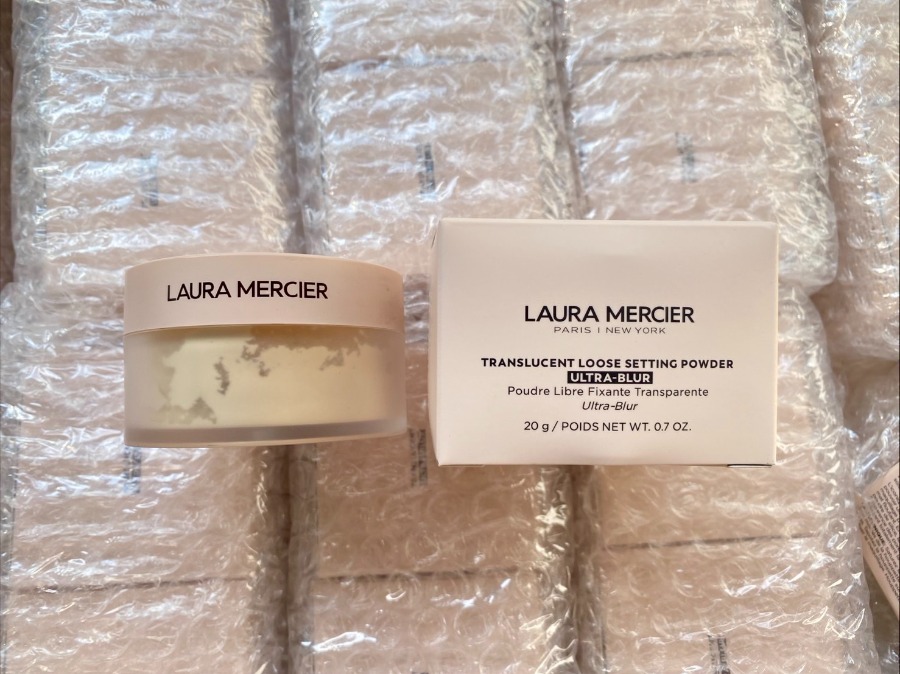 LAURA MERCIER
LAURA MERCIER
PARIS | NEW YORK
TRANSLUCENT LOOSE SETTING POWDER
ULTRA-BLUR
Poudre Libre Fixante Transparente
Ultra-Blur
20 g / POIDS NET WT. 0.7 OZ.